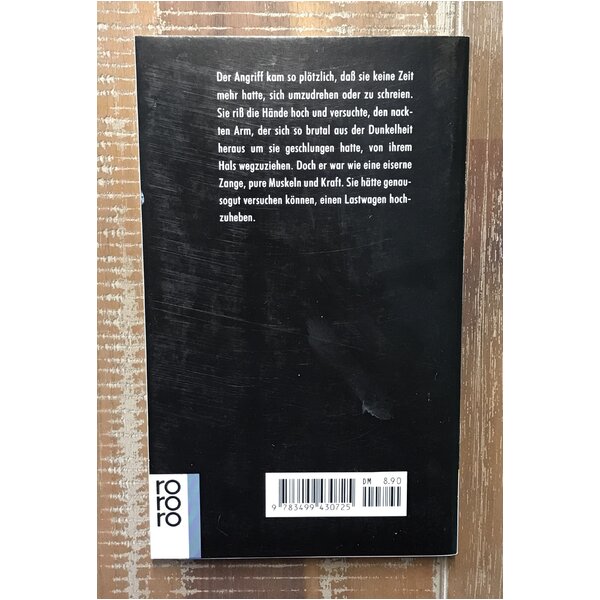 Der Angriff kam so plötzlich, daß sie keine Zeit
mehr hatte, sich umzudrehen oder zu schreien.
Sie riß die Hände hoch und versuchte, den nack-
ten Arm, der sich so brutal aus der Dunkelheit
heraus um sie geschlungen hatte, von ihrem
Hals wegzuziehen. Doch er war wie eine eiserne
Zange, pure Muskeln und Kraft. Sie hätte genau-
sogut versuchen können, einen Lastwagen hoch-
zuheben.
ro
ro
ro
DM 8.90
9 783499 430725